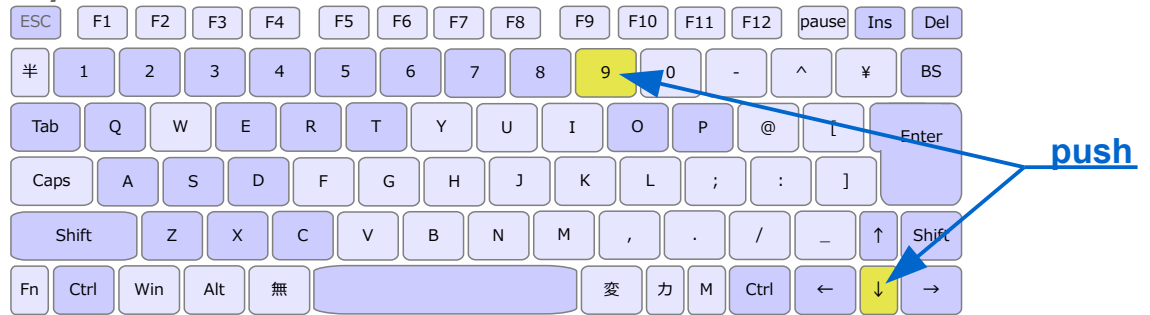 ESC F1 F2 F3 F4 F5 F6 F7 F8 F9 F10 F11 F12 pause Ins Del
半 1 2 3 4 5 6 7 8 9 0 - ^ ¥ BS
Tab Q W E R T Y U I O P @ [ Enter
push
Caps A S D F G H J K L ; : ]
Shift Z X C V B N M , . / _ ↑ Shift
Fn Ctrl Win Alt 無 変 カ M Ctrl ← ↓ →